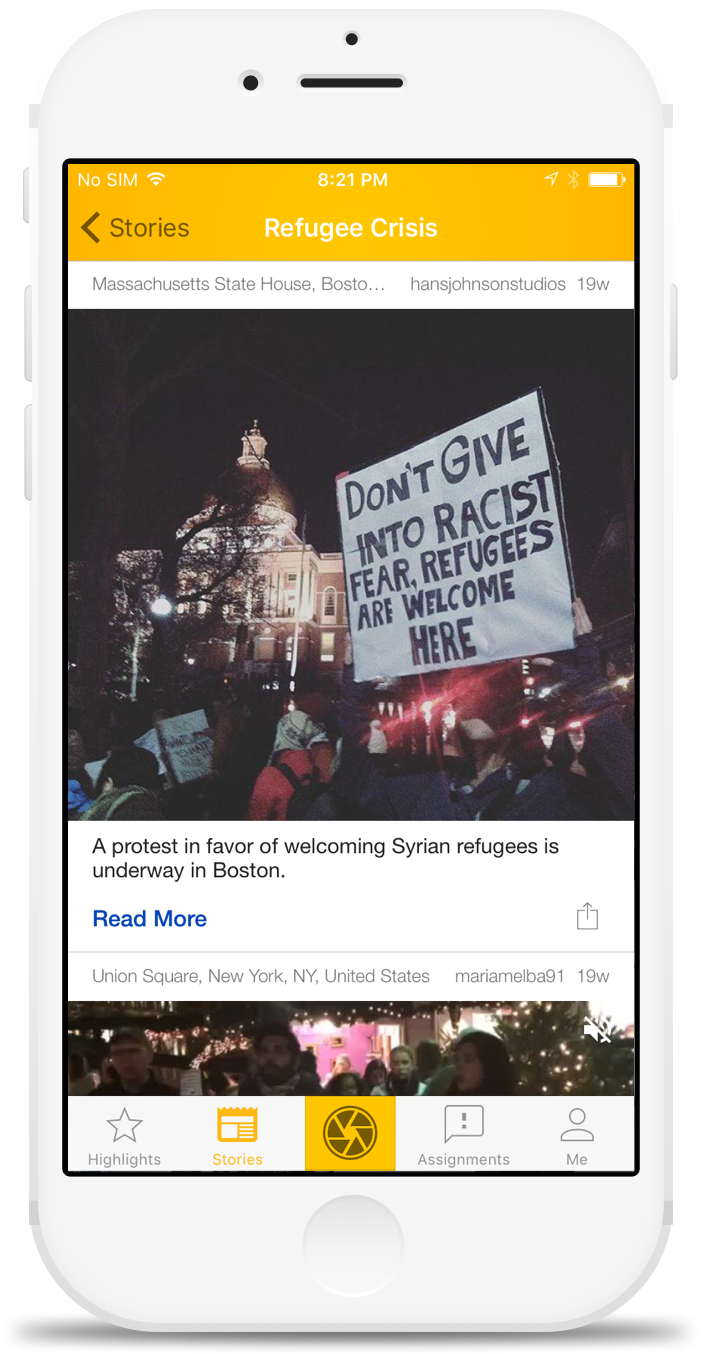 No SIM 8:21 PM
Stories Refugee Crisis
Massachusetts State House, Bosto… hansjohnsonstudios 19w
DON'T GIVE
INTO RACIST
FEAR, REFUGEES
ARE WELCOME
HERE
A protest in favor of welcoming Syrian refugees is
underway in Boston.
Read More
Union Square, New York, NY, United States mariamelba91 19w
Highlights Stories Assignments Me